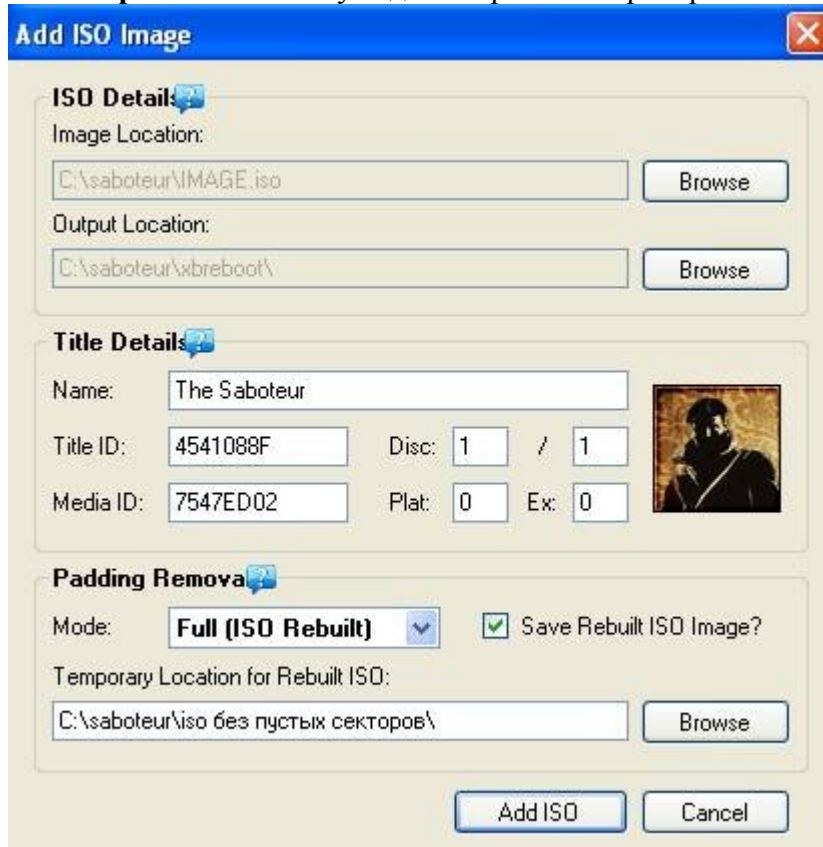 Add ISO Image
ISO Details
Image Location:
C:\saboteur\IMAGE.iso Browse
Output Location:
C:\saboteur\xbreboot\ Browse
Title Details
Name: The Saboteur
Title ID: 4541088F Disc: 1 / 1
Media ID: 7547ED02 Plat: 0 Ex: 0
Padding Remova
Mode: Full (ISO Rebuilt) Save Rebuilt ISO Image?
Temporary Location for Rebuilt ISO:
C:\saboteur\iso без пустых секторов\ Browse
Add ISO Cancel